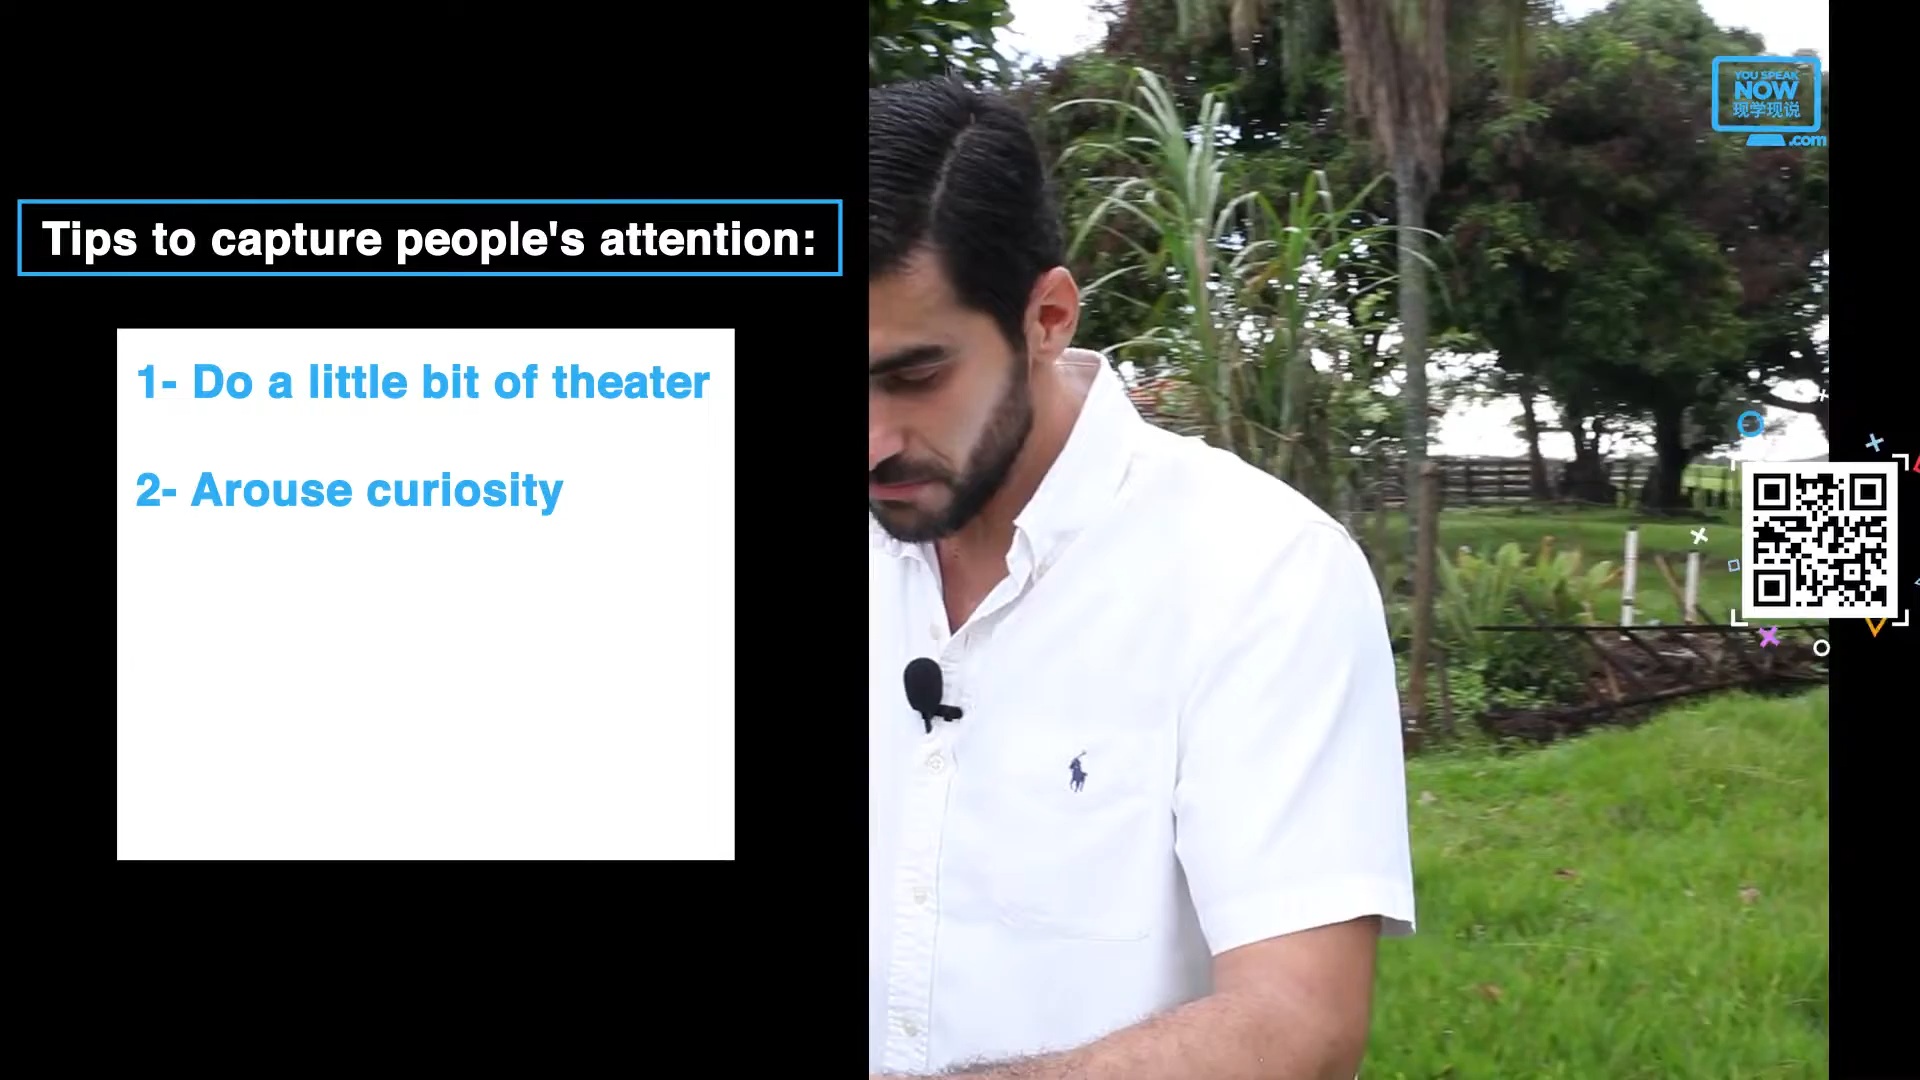 Tips to capture people's attention:
1- Do a little bit of theater
2- Arouse curiosity
YOU SPEAK
NOW
现学现说
.com